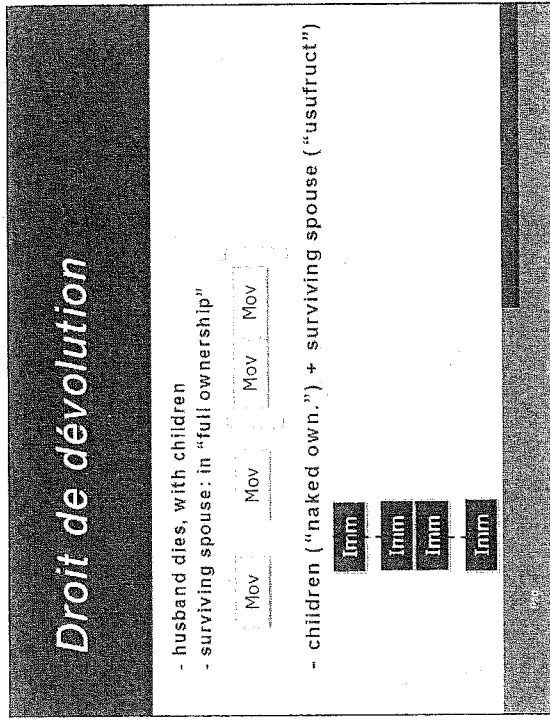 Droit de dévolution
- husband dies, with children
- surviving spouse: in "full ownership"
Mov Mov Mov Mov
- children ("naked own.") + surviving spouse ("usufruct")
Imm
Imm
Imm
Imm